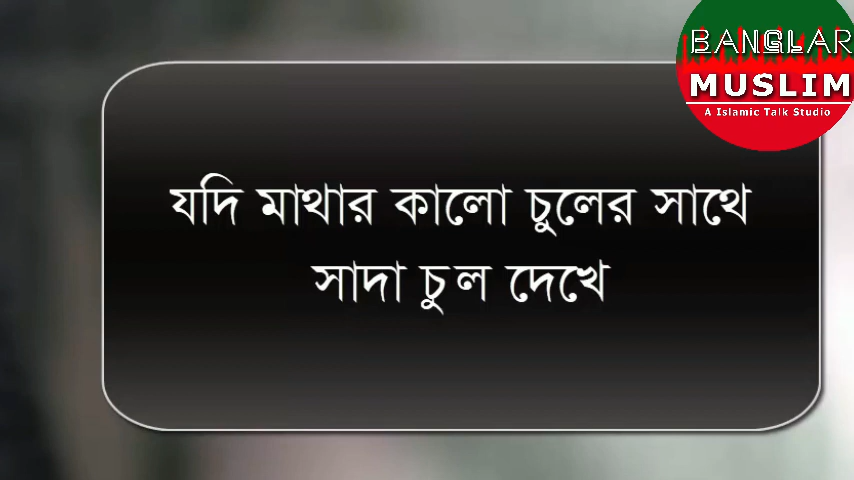 BANGLAR
MUSLIM
A Islamic Talk Studio
যদি মাথার কালো চুলের সাথে
সাদা চুল দেখে